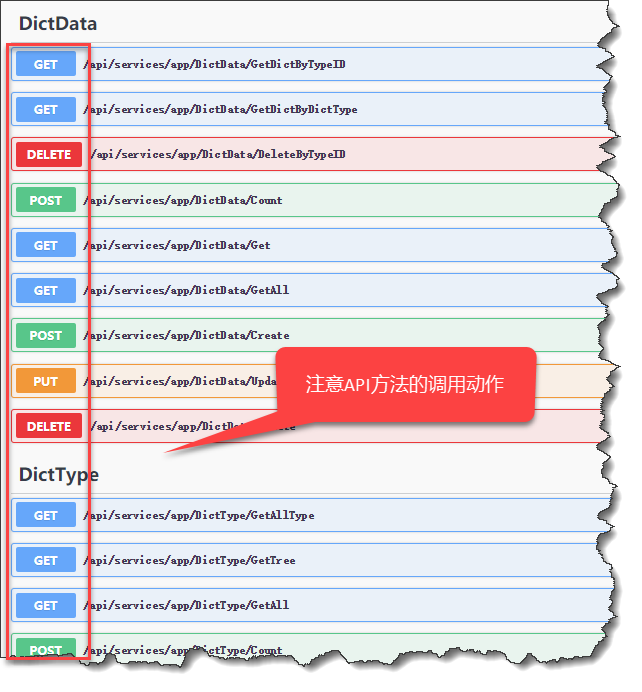 DictData
GET /api/services/app/DictData/GetDictByTypeID
GET /api/services/app/DictData/GetDictByDictType
DELETE /api/services/app/DictData/DeleteByTypeID
POST /api/services/app/DictData/Count
GET /api/services/app/DictData/Get
GET /api/services/app/DictData/GetAll
POST /api/services/app/DictData/Create
PUT /api/services/app/DictData/Upda
注意API方法的调用动作
DELETE /api/services/app/DictDa
DictType
GET /api/services/app/DictType/GetAllType
GET /api/services/app/DictType/GetTree
GET /api/services/app/DictType/GetAll
POST /api/services/app/DictType/Count